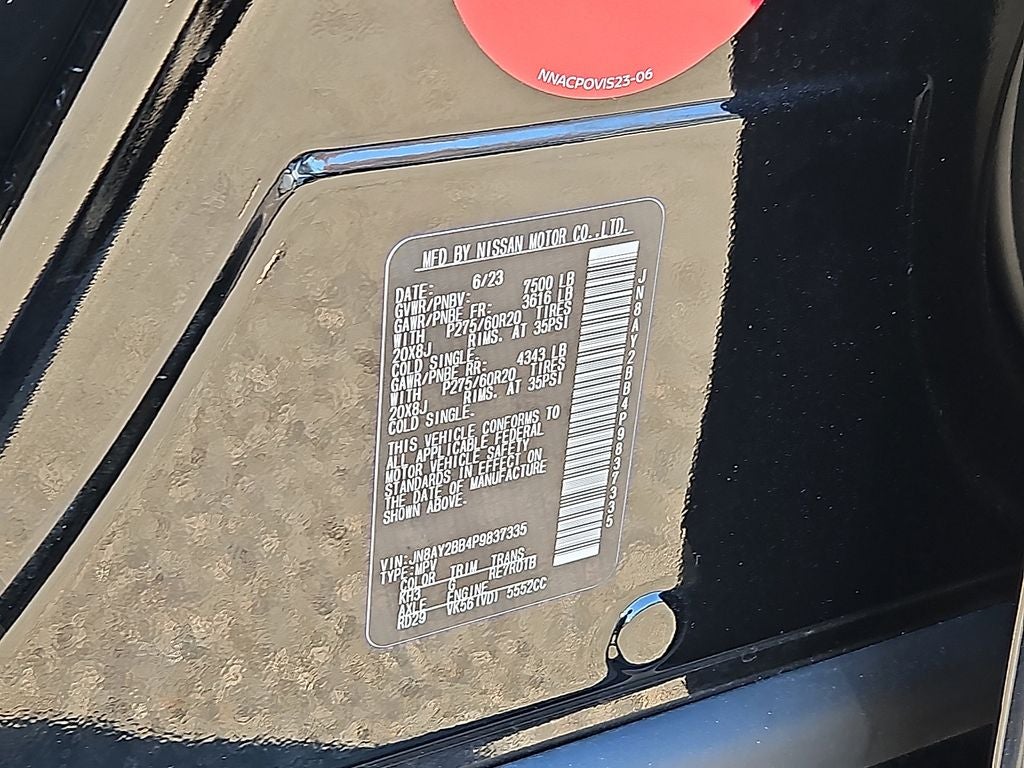 NNACPOVIS23-06
MFD BY NISSAN MOTOR CO.,LTD.
DATE: 6/23
GVWR/PNBV: 7500 LB
GAWR/PNBE FR: 3616 LB
WITH P275/60R20 TIRES
20X8J RIMS. AT 35PSI
COLD SINGLE.
GAWR/PNBE RR: 4343 LB
WITH P275/60R20 TIRES
20X8J RIMS. AT 35PSI
COLD SINGLE.
THIS VEHICLE CONFORMS TO
ALL APPLICABLE FEDERAL
MOTOR VEHICLE SAFETY
STANDARDS IN EFFECT ON
THE DATE OF MANUFACTURE
SHOWN ABOVE.
VIN:JN8AY2BB4P9837335
TYPE:MPV
COLOR TRIM TRANS
KH3 G RE7R01B
AXLE ENGINE
RD29 VK56(VD) 5552CC
JN8AY2BB4P9837335